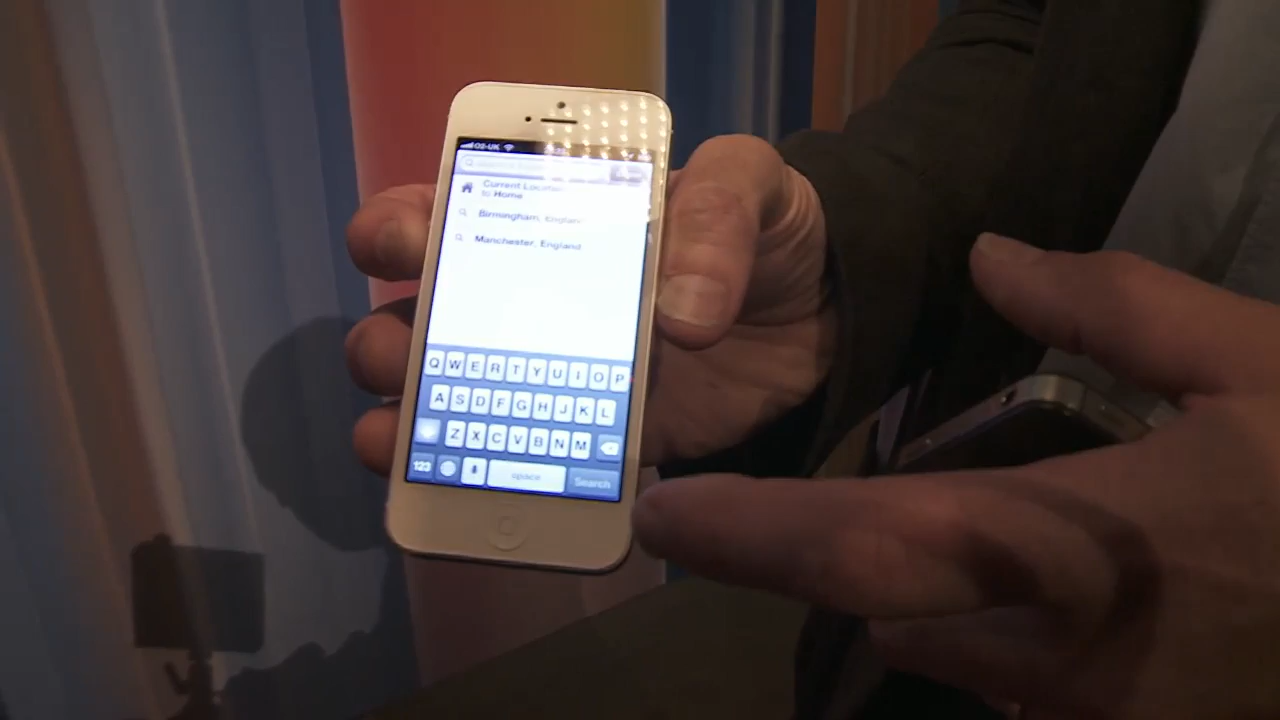 O2-UK
Current Location
to Home
Birmingham, England
Manchester, England
Q W E R T Y U I O P
A S D F G H J K L
Z X C V B N M
123 space Search